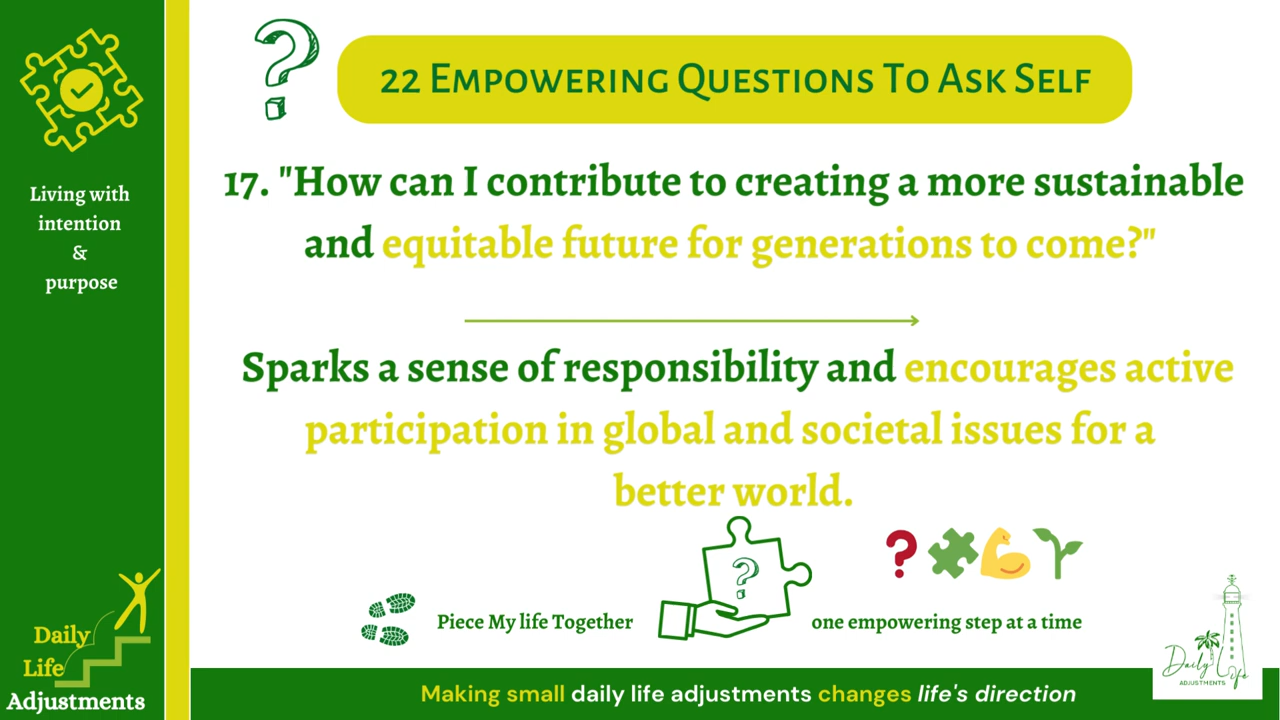 22 Empowering Questions To Ask Self
Living with
intention
&
purpose
17. "How can I contribute to creating a more sustainable
and equitable future for generations to come?"
Sparks a sense of responsibility and encourages active
participation in global and societal issues for a
better world.
Piece My life Together
one empowering step at a time
Daily
Life
Adjustments
Daily Life
ADJUSTMENTS
Making small daily life adjustments changes life's direction